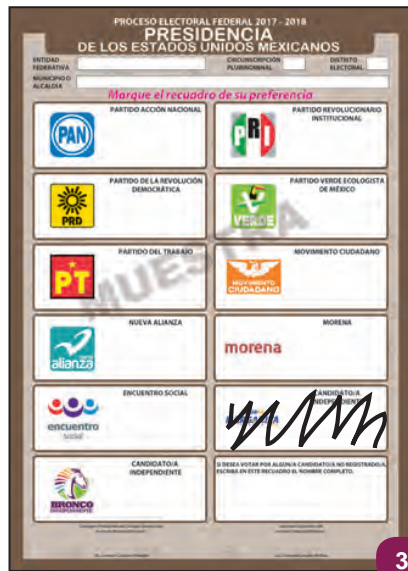 PROCESO ELECTORAL FEDERAL 2017 - 2018
PRESIDENCIA
DE LOS ESTADOS UNIDOS MEXICANOS
ENTIDAD FEDERATIVA
CIRCUNSCRIPCIÓN PLURINOMINAL
DISTRITO ELECTORAL
MUNICIPIO O ALCALDÍA
Marque el recuadro de su preferencia
PARTIDO ACCIÓN NACIONAL
PAN
PARTIDO REVOLUCIONARIO
INSTITUCIONAL
PRI
PARTIDO DE LA REVOLUCIÓN
DEMOCRÁTICA
PRD
PARTIDO VERDE ECOLOGISTA
DE MÉXICO
VERDE
MUESTRA
PARTIDO DEL TRABAJO
PT
MOVIMIENTO CIUDADANO
MOVIMIENTO
CIUDADANO
NUEVA ALIANZA
nueva
alianza
MORENA
morena
ENCUENTRO SOCIAL
encuentro
social
CANDIDATO/A
INDEPENDIENTE
CANDIDATO/A
INDEPENDIENTE
BRONCO
INDEPENDIENTE
SI DESEA VOTAR POR ALGÚN/A CANDIDATO/A NO REGISTRADO/A,
ESCRIBA EN ESTE RECUADRO EL NOMBRE COMPLETO.
3